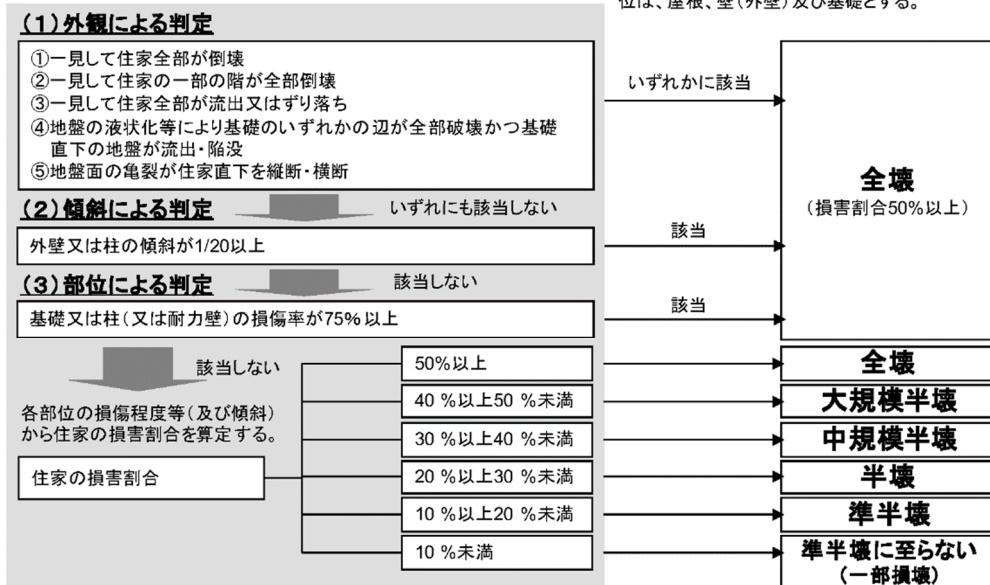 位は、屋根、壁(外壁)及び基礎とする。
(1)外観による判定
①一見して住家全部が倒壊
②一見して住家の一部の階が全部倒壊
③一見して住家全部が流出又はずり落ち
④地盤の液状化等により基礎のいずれかの辺が全部破壊かつ基礎
直下の地盤が流出・陥没
⑤地盤面の亀裂が住家直下を縦断・横断
いずれかに該当
全壊
(損害割合50%以上)
(2)傾斜による判定
いずれにも該当しない
外壁又は柱の傾斜が1/20以上
該当
(3)部位による判定
該当しない
基礎又は柱(又は耐力壁)の損傷率が75%以上
該当
該当しない
各部位の損傷程度等(及び傾斜)
から住家の損害割合を算定する。
住家の損害割合
50%以上
全壊
40 %以上50 %未満
大規模半壊
30 %以上40 %未満
中規模半壊
20 %以上30 %未満
半壊
10 %以上20 %未満
準半壊
10 %未満
準半壊に至らない
(一部損壊)